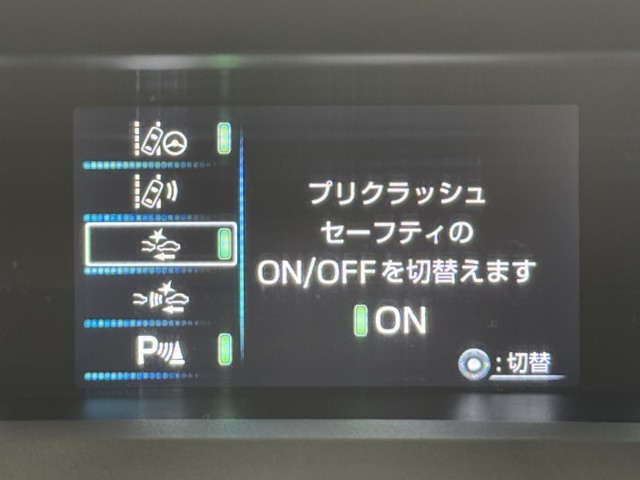 プリクラッシュ
セーフティの
ON/OFFを切替えます
ON
P
:切替